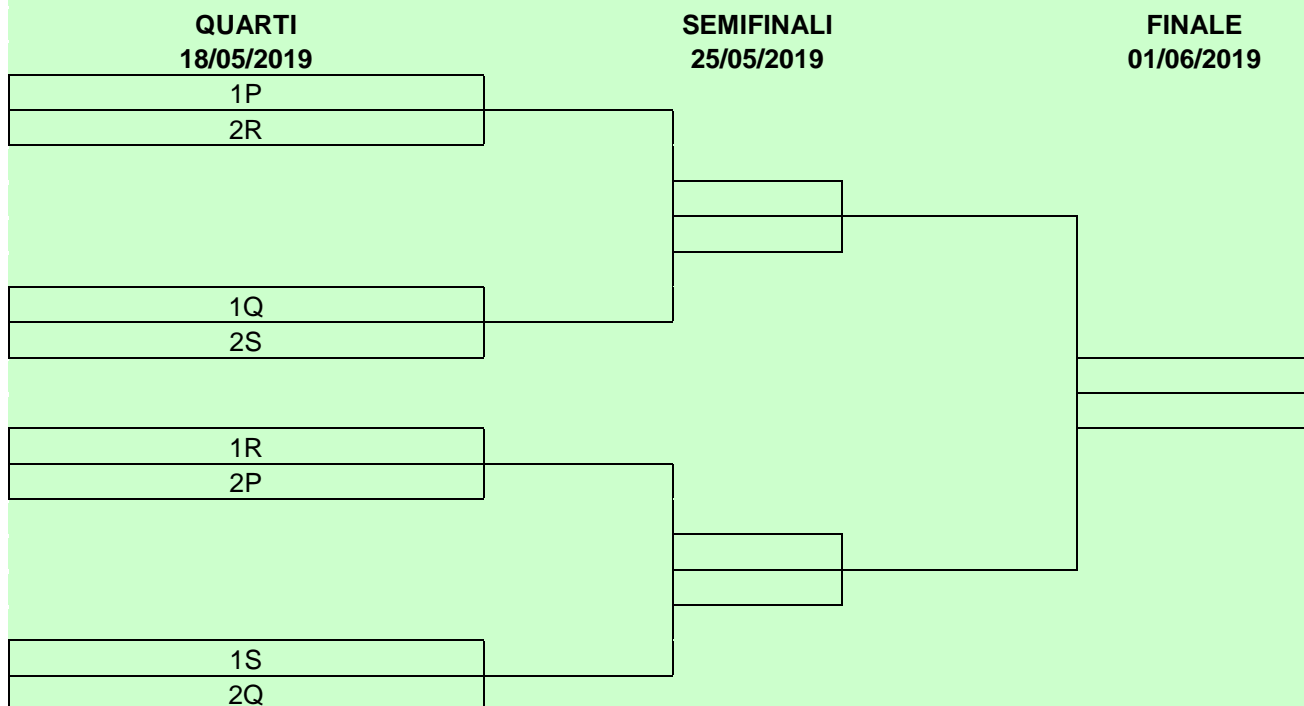 QUARTI
18/05/2019
SEMIFINALI
25/05/2019
FINALE
01/06/2019
1P
2R
1Q
2S
1R
2P
1S
2Q